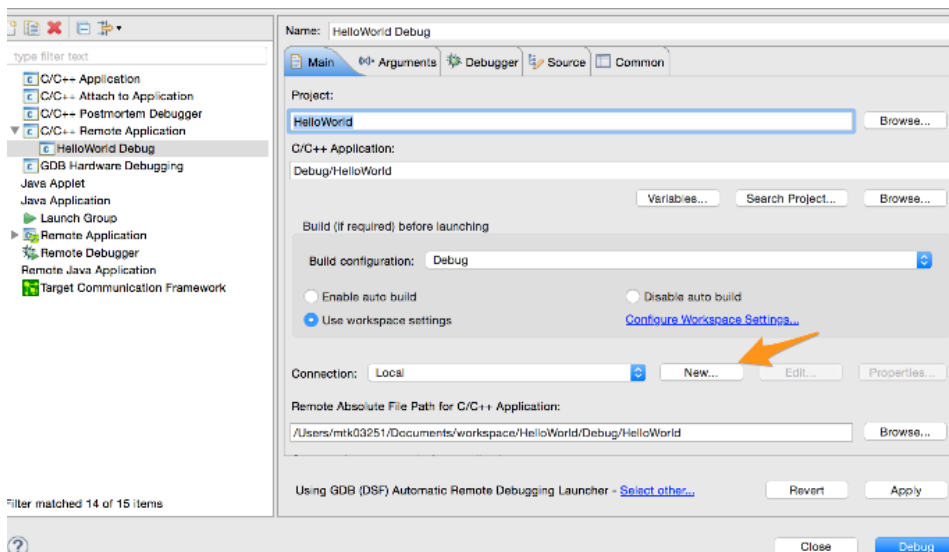 Name: HelloWorld Debug
type filter text
C/C++ Application
C/C++ Attach to Application
C/C++ Postmortem Debugger
C/C++ Remote Application
HelloWorld Debug
GDB Hardware Debugging
Java Applet
Java Application
Launch Group
Remote Application
Remote Debugger
Remote Java Application
Target Communication Framework
Filter matched 14 of 15 items
Main Arguments Debugger Source Common
Project:
HelloWorld Browse...
C/C++ Application:
Debug/HelloWorld
Variables... Search Project... Browse...
Build (if required) before launching
Build configuration: Debug
Enable auto build Disable auto build
Use workspace settings Configure Workspace Settings...
Connection: Local New... Edit... Properties...
Remote Absolute File Path for C/C++ Application:
/Users/mtk03251/Documents/workspace/HelloWorld/Debug/HelloWorld Browse...
Using GDB (DSF) Automatic Remote Debugging Launcher - Select other... Revert Apply
? Close Debug